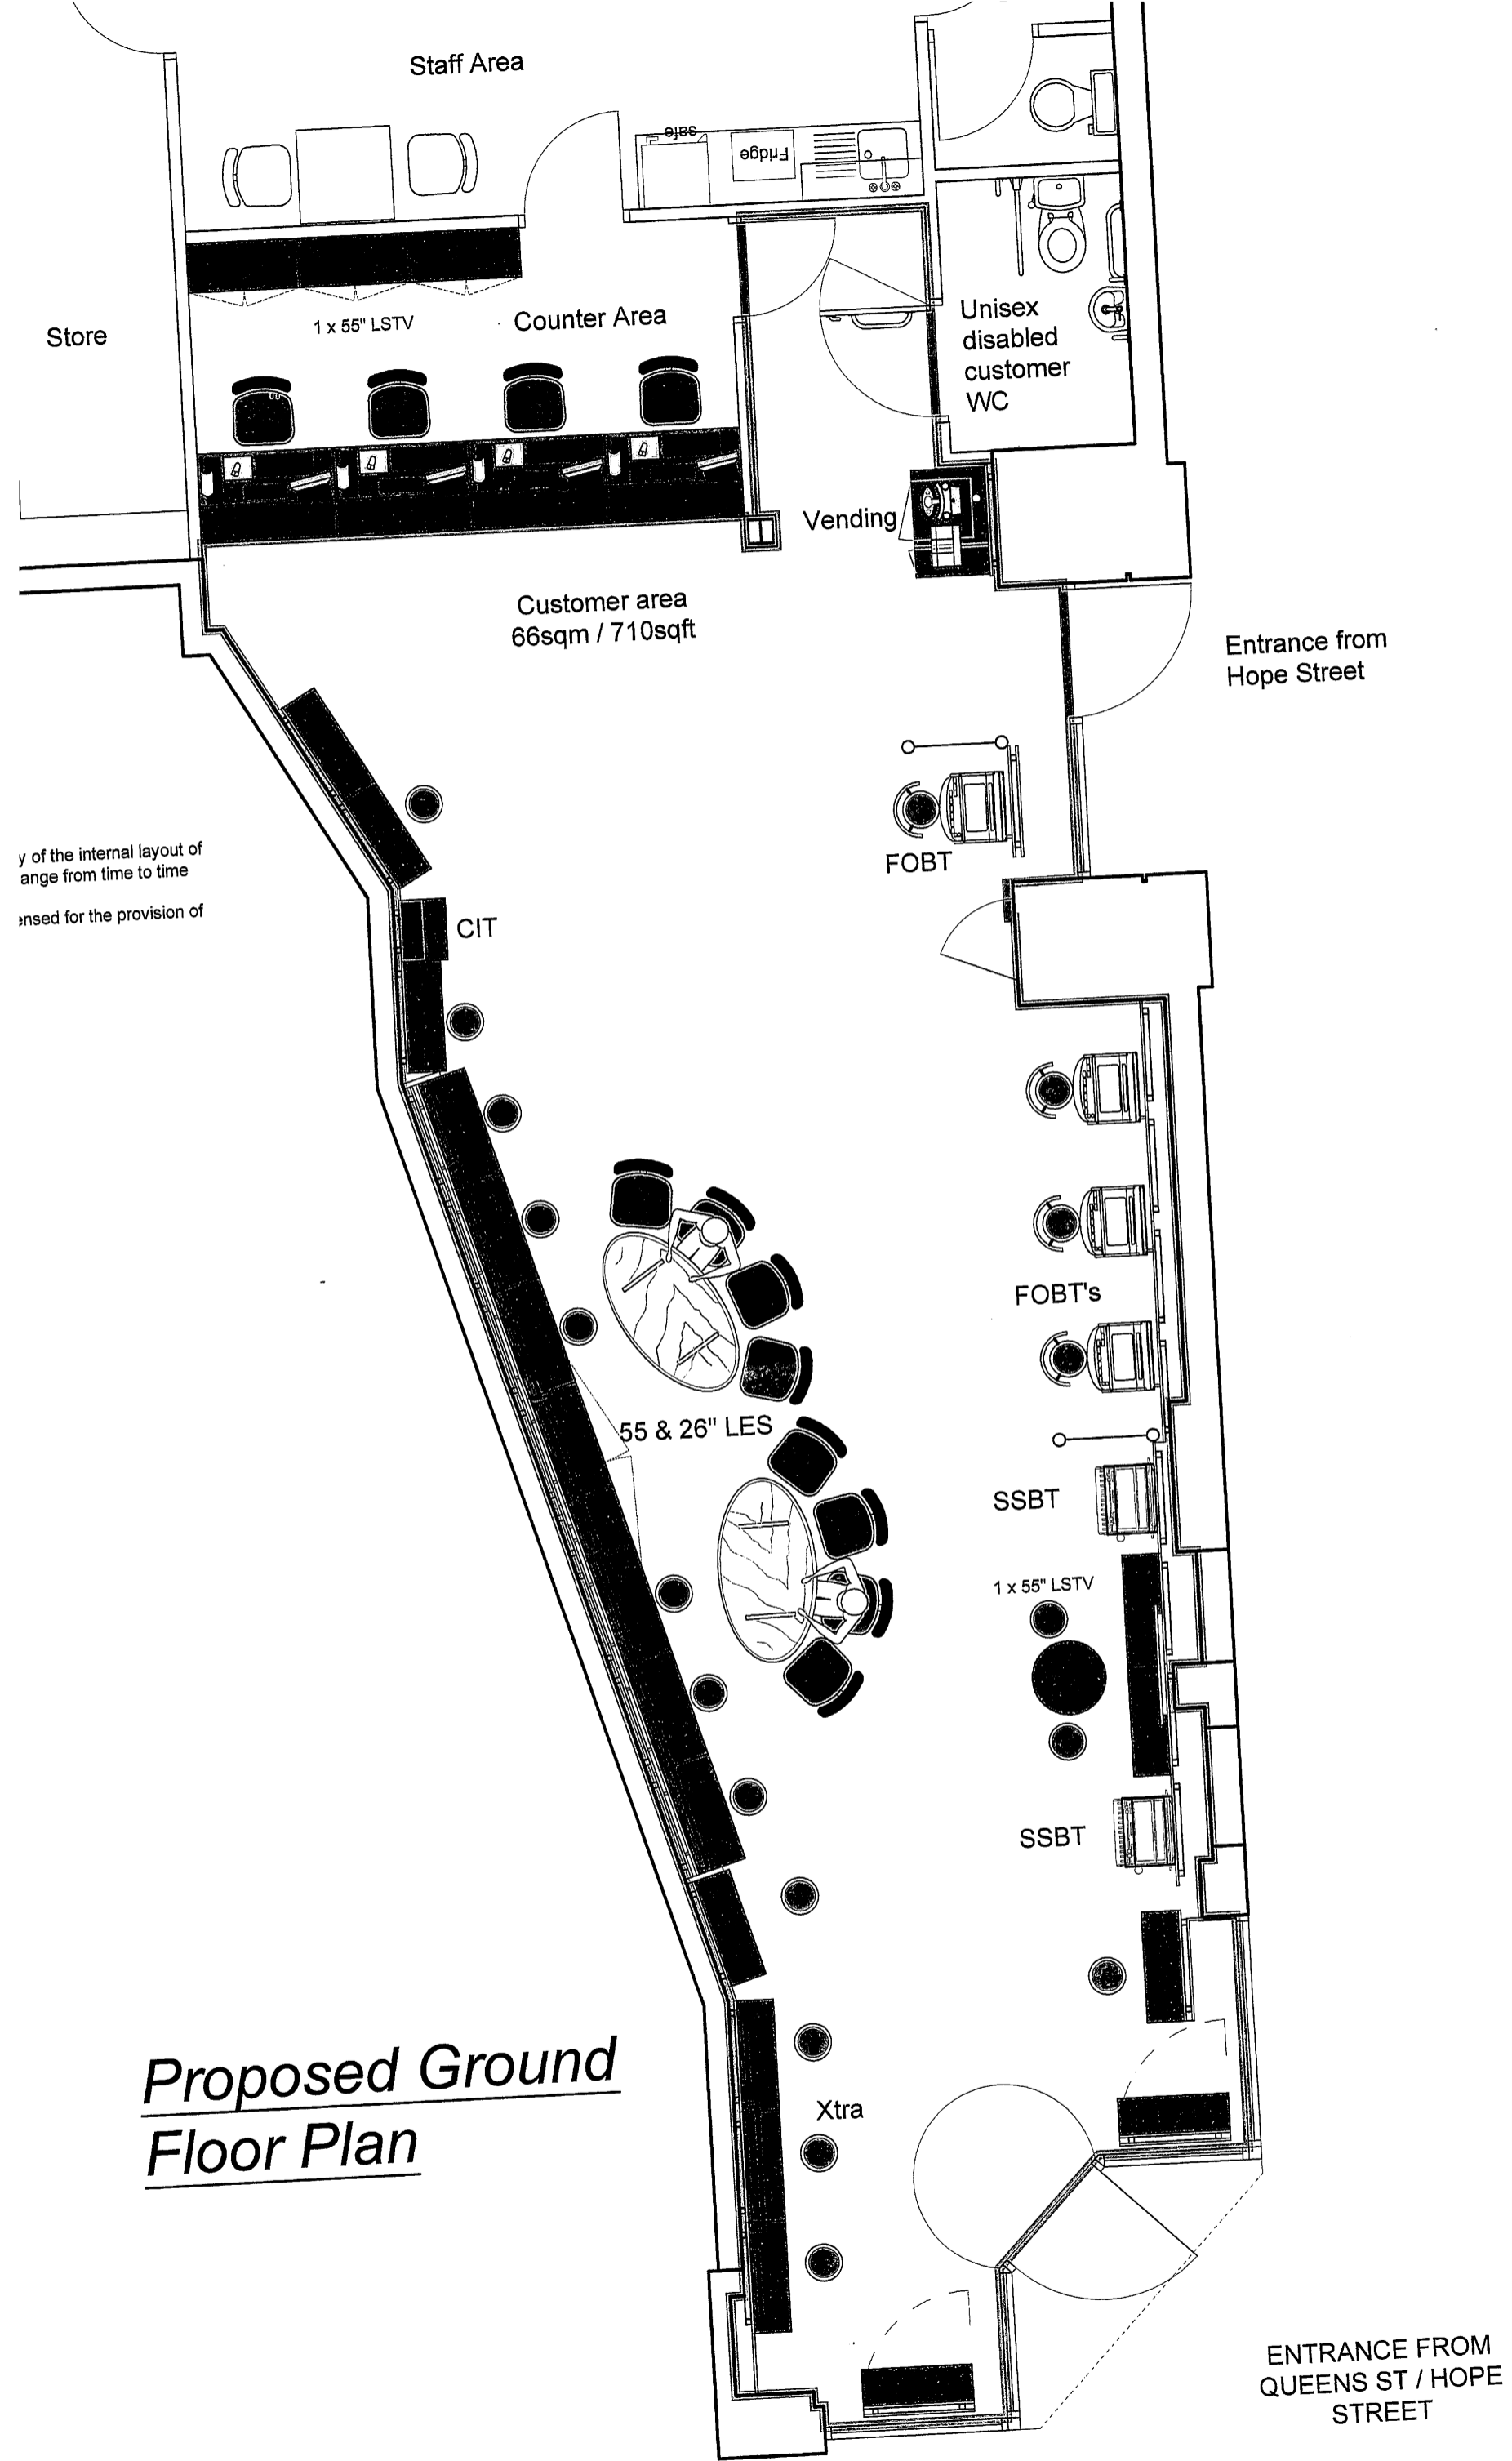 Staff Area
safe
Fridge
Store
1 x 55" LSTV
Counter Area
Unisex
disabled
customer
WC
Vending
Customer area
66sqm / 710sqft
Entrance from
Hope Street
FOBT
y of the internal layout of
ange from time to time
ensed for the provision of
CIT
FOBT's
55 & 26" LES
SSBT
1 x 55" LSTV
SSBT
Proposed Ground
Floor Plan
Xtra
ENTRANCE FROM
QUEENS ST / HOPE
STREET